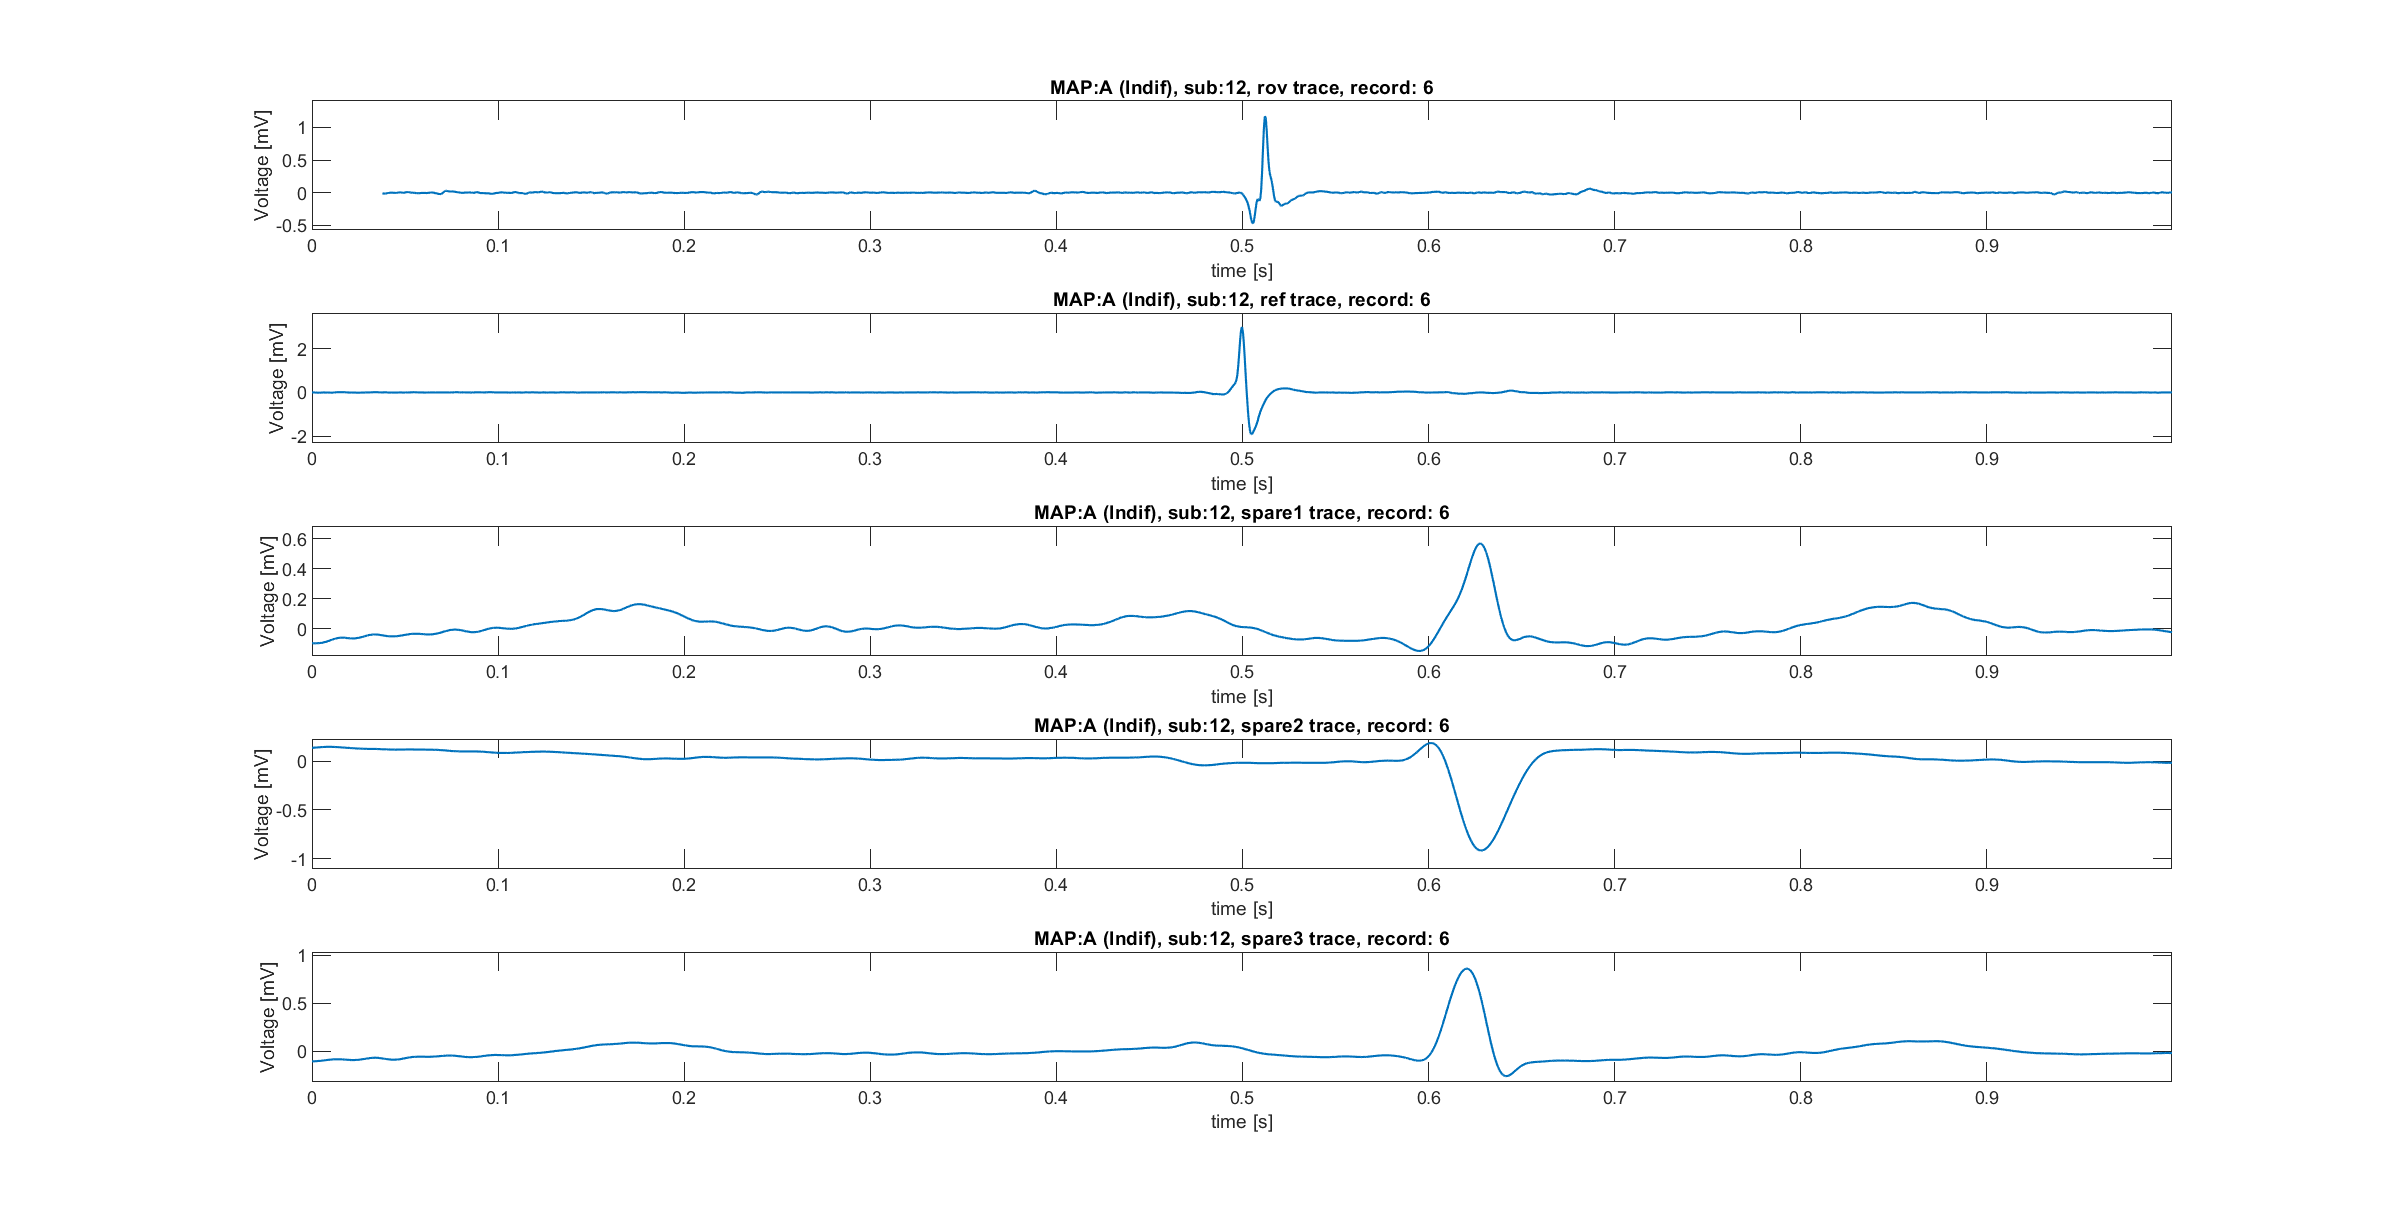 MAP:A (Indif), sub:12, rov trace, record: 6
Voltage [mV]
1
0.5
0
-0.5
0 0.1 0.2 0.3 0.4 0.5 0.6 0.7 0.8 0.9
time [s]
MAP:A (Indif), sub:12, ref trace, record: 6
Voltage [mV]
2
0
-2
0 0.1 0.2 0.3 0.4 0.5 0.6 0.7 0.8 0.9
time [s]
MAP:A (Indif), sub:12, spare1 trace, record: 6
Voltage [mV]
0.6
0.4
0.2
0
0 0.1 0.2 0.3 0.4 0.5 0.6 0.7 0.8 0.9
time [s]
MAP:A (Indif), sub:12, spare2 trace, record: 6
Voltage [mV]
0
-0.5
-1
0 0.1 0.2 0.3 0.4 0.5 0.6 0.7 0.8 0.9
time [s]
MAP:A (Indif), sub:12, spare3 trace, record: 6
Voltage [mV]
1
0.5
0
0 0.1 0.2 0.3 0.4 0.5 0.6 0.7 0.8 0.9
time [s]